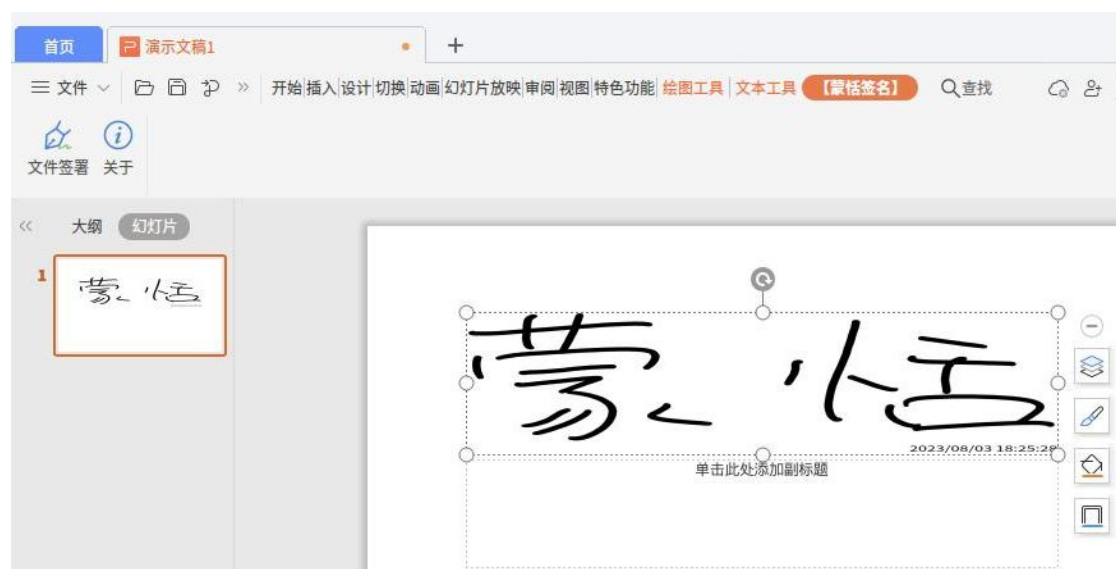 首页 演示文稿1
文件 开始 插入 设计 切换 动画 幻灯片放映 审阅 视图 特色功能 绘图工具 文本工具 【蒙恬签名】 查找
文件签署 关于
大纲 幻灯片
1
蒙恬
蒙恬
2023/08/03 18:25:28
单击此处添加副标题